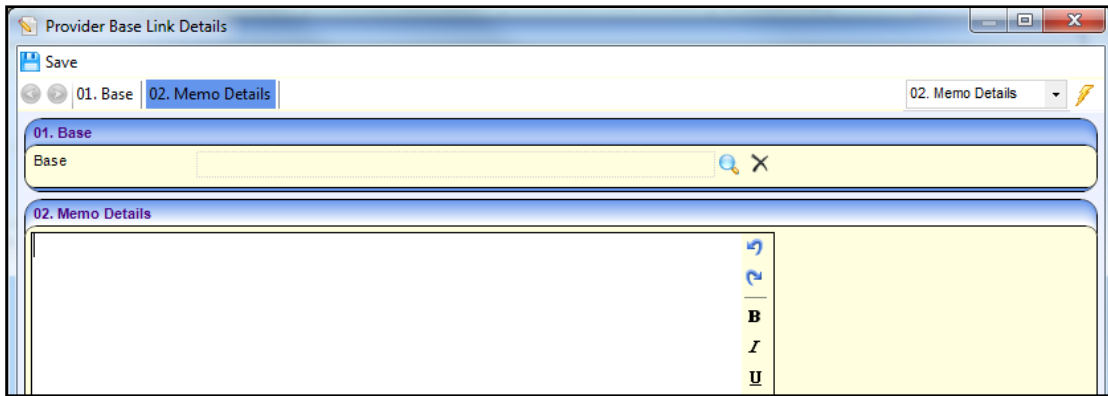 Provider Base Link Details
Save
01. Base 02. Memo Details 02. Memo Details
01. Base
Base
02. Memo Details
B
I
U